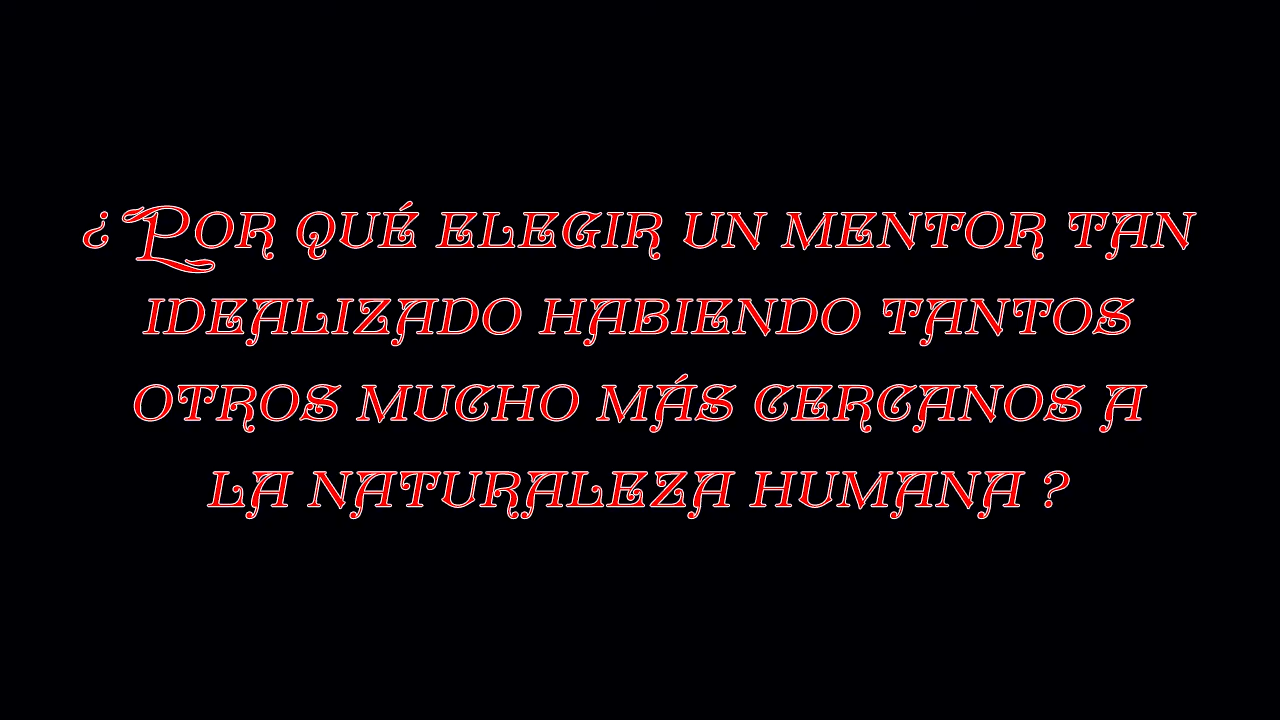 ¿ POR QUÉ ELEGIR UN MENTOR TAN
IDEALIZADO HABIENDO TANTOS
OTROS MUCHO MÁS CERCANOS A
LA NATURALEZA HUMANA ?